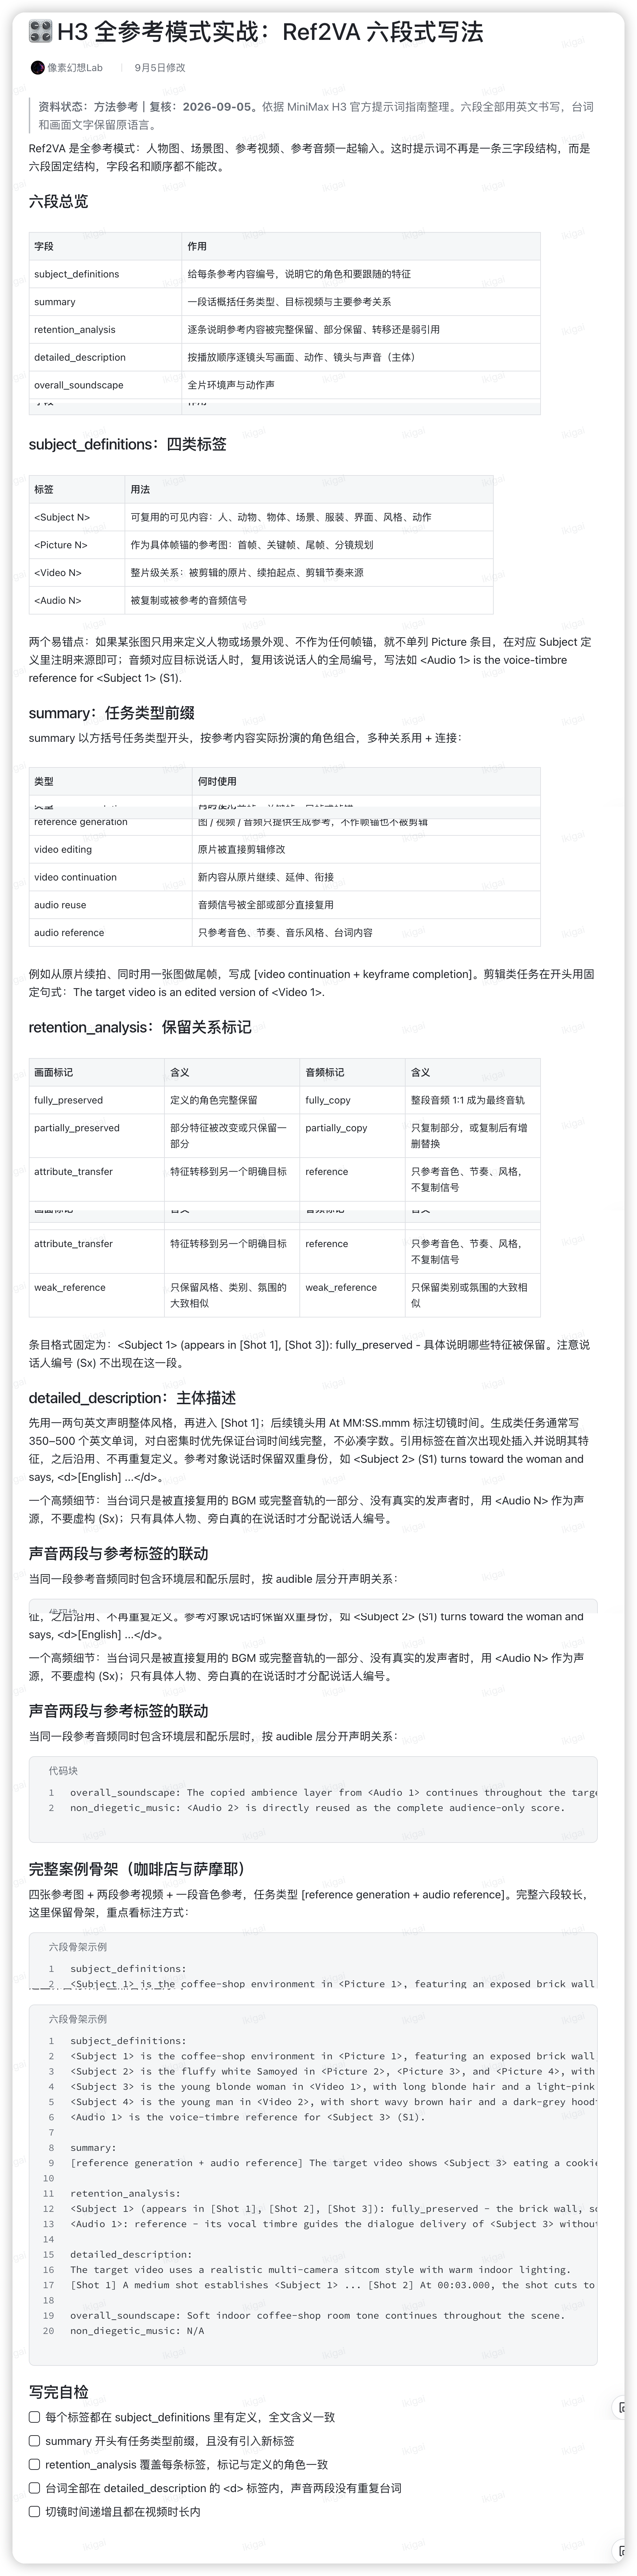 H3 全参考模式实战：Ref2VA 六段式写法
像素幻想Lab
9月5日修改
资料状态：方法参考｜复核：2026-09-05。依据 MiniMax H3 官方提示词指南整理。六段全部用英文书写，台词
和画面文字保留原语言。
Ref2VA 是全参考模式：人物图、场景图、参考视频、参考音频一起输入。这时提示词不再是一条三字段结构，而是
六段固定结构，字段名和顺序都不能改。
六段总览
字段 作用
subject_definitions 给每条参考内容编号，说明它的角色和要跟随的特征
summary 一段话概括任务类型、目标视频与主要参考关系
retention_analysis 逐条说明参考内容被完整保留、部分保留、转移还是弱引用
detailed_description 按播放顺序逐镜头写画面、动作、镜头与声音（主体）
overall_soundscape 全片环境声与动作声
subject_definitions：四类标签
标签 用法
<Subject N> 可复用的可见内容：人、动物、物体、场景、服装、界面、风格、动作
<Picture N> 作为具体帧锚的参考图：首帧、关键帧、尾帧、分镜规划
<Video N> 整片级关系：被剪辑的原片、续拍起点、剪辑节奏来源
<Audio N> 被复制或被参考的音频信号
两个易错点：如果某张图只用来定义人物或场景外观、不作为任何帧锚，就不单列 Picture 条目，在对应 Subject 定
义里注明来源即可；音频对应目标说话人时，复用该说话人的全局编号，写法如 <Audio 1> is the voice-timbre
reference for <Subject 1> (S1).
summary：任务类型前缀
summary 以方括号任务类型开头，按参考内容实际扮演的角色组合，多种关系用 + 连接：
类型 何时使用
reference generation 图 / 视频 / 音频只提供生成参考，不作帧锚也不被剪辑
video editing 原片被直接剪辑修改
video continuation 新内容从原片继续、延伸、衔接
audio reuse 音频信号被全部或部分直接复用
audio reference 只参考音色、节奏、音乐风格、台词内容
例如从原片续拍、同时用一张图做尾帧，写成 [video continuation + keyframe completion]。剪辑类任务在开头用固
定句式：The target video is an edited version of <Video 1>.
retention_analysis：保留关系标记
画面标记 含义 音频标记 含义
fully_preserved 定义的角色完整保留 fully_copy 整段音频 1:1 成为最终音轨
partially_preserved 部分特征被改变或只保留一
部分 partially_copy 只复制部分，或复制后有增
删替换
attribute_transfer 特征转移到另一个明确目标 reference 只参考音色、节奏、风格，
不复制信号
attribute_transfer 特征转移到另一个明确目标 reference 只参考音色、节奏、风格，
不复制信号
weak_reference 只保留风格、类别、氛围的
大致相似 weak_reference 只保留类别或氛围的大致相
似
条目格式固定为：<Subject 1> (appears in [Shot 1], [Shot 3]): fully_preserved - 具体说明哪些特征被保留。注意说
话人编号 (Sx) 不出现在这一段。
detailed_description：主体描述
先用一两句英文声明整体风格，再进入 [Shot 1]；后续镜头用 At MM:SS.mmm 标注切镜时间。生成类任务通常写
350–500 个英文单词，对白密集时优先保证台词时间线完整，不必凑字数。引用标签在首次出现处插入并说明其特
征，之后沿用、不再重复定义。参考对象说话时保留双重身份，如 <Subject 2> (S1) turns toward the woman and
says, <d>[English] ...</d>。
一个高频细节：当台词只是被直接复用的 BGM 或完整音轨的一部分、没有真实的发声者时，用 <Audio N> 作为声
源，不要虚构 (Sx)；只有具体人物、旁白真的在说话时才分配说话人编号。
声音两段与参考标签的联动
当同一段参考音频同时包含环境层和配乐层时，按 audible 层分开声明关系：
代码块
征，之后沿用、不再重复定义。参考对象说话时保留双重身份，如 <Subject 2> (S1) turns toward the woman and
says, <d>[English] ...</d>。
一个高频细节：当台词只是被直接复用的 BGM 或完整音轨的一部分、没有真实的发声者时，用 <Audio N> 作为声
源，不要虚构 (Sx)；只有具体人物、旁白真的在说话时才分配说话人编号。
声音两段与参考标签的联动
当同一段参考音频同时包含环境层和配乐层时，按 audible 层分开声明关系：
代码块
1 overall_soundscape: The copied ambience layer from <Audio 1> continues throughout the targe
2 non_diegetic_music: <Audio 2> is directly reused as the complete audience-only score.
完整案例骨架（咖啡店与萨摩耶）
四张参考图 + 两段参考视频 + 一段音色参考，任务类型 [reference generation + audio reference]。完整六段较长，
这里保留骨架，重点看标注方式：
六段骨架示例
1 subject_definitions:
2 <Subject 1> is the coffee-shop environment in <Picture 1>, featuring an exposed brick wall
六段骨架示例
1 subject_definitions:
2 <Subject 1> is the coffee-shop environment in <Picture 1>, featuring an exposed brick wall
3 <Subject 2> is the fluffy white Samoyed in <Picture 2>, <Picture 3>, and <Picture 4>, with
4 <Subject 3> is the young blonde woman in <Video 1>, with long blonde hair and a light-pink
5 <Subject 4> is the young man in <Video 2>, with short wavy brown hair and a dark-grey hood
6 <Audio 1> is the voice-timbre reference for <Subject 3> (S1).
7
8 summary:
9 [reference generation + audio reference] The target video shows <Subject 3> eating a cookie
10
11 retention_analysis:
12 <Subject 1> (appears in [Shot 1], [Shot 2], [Shot 3]): fully_preserved - the brick wall, so
13 <Audio 1>: reference - its vocal timbre guides the dialogue delivery of <Subject 3> without
14
15 detailed_description:
16 The target video uses a realistic multi-camera sitcom style with warm indoor lighting.
17 [Shot 1] A medium shot establishes <Subject 1> ... [Shot 2] At 00:03.000, the shot cuts to
18
19 overall_soundscape: Soft indoor coffee-shop room tone continues throughout the scene.
20 non_diegetic_music: N/A
写完自检
每个标签都在 subject_definitions 里有定义，全文含义一致
summary 开头有任务类型前缀，且没有引入新标签
retention_analysis 覆盖每条标签，标记与定义的角色一致
台词全部在 detailed_description 的 <d> 标签内，声音两段没有重复台词
切镜时间递增且都在视频时长内